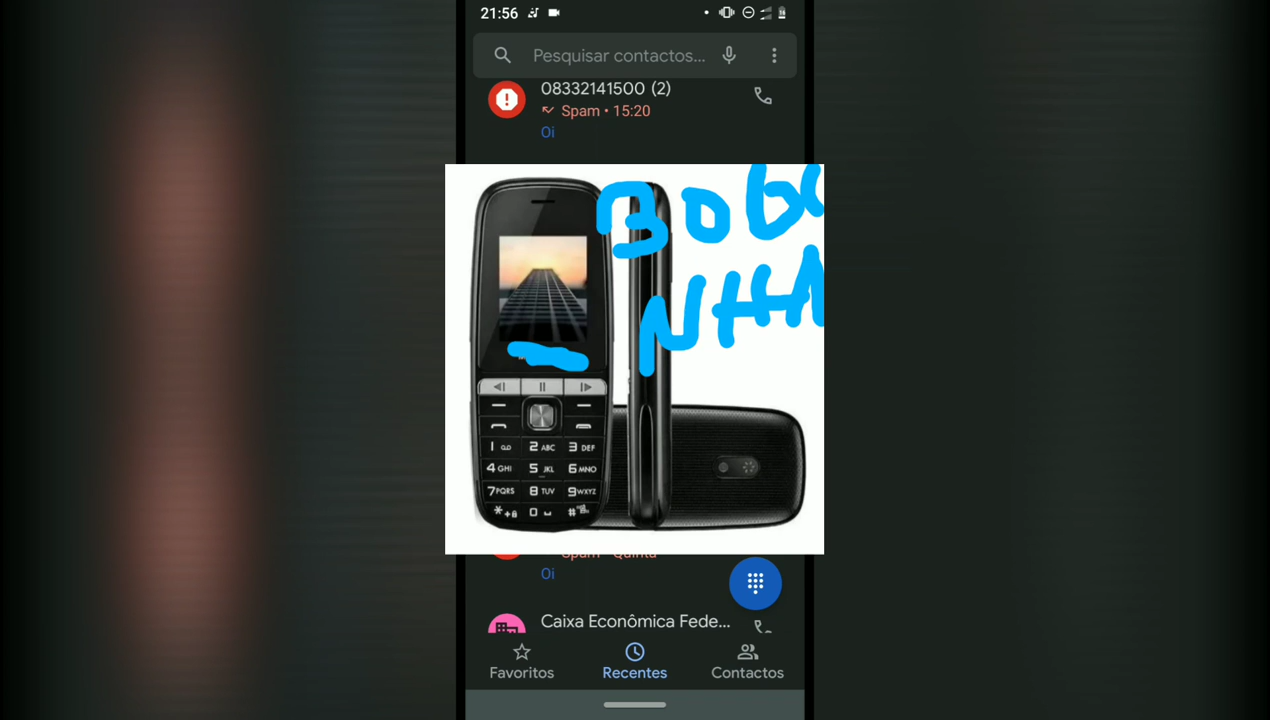 21:56
Pesquisar contactos...
08332141500 (2)
Spam • 15:20
Oi
NHA
1
2 ABC
3 DEF
4 GHI
5 JKL
6 MNO
7 PQRS
8 TUV
9 WXYZ
* + 
0
#
Oi
Caixa Econômica Fede...
Favoritos
Recentes
Contactos